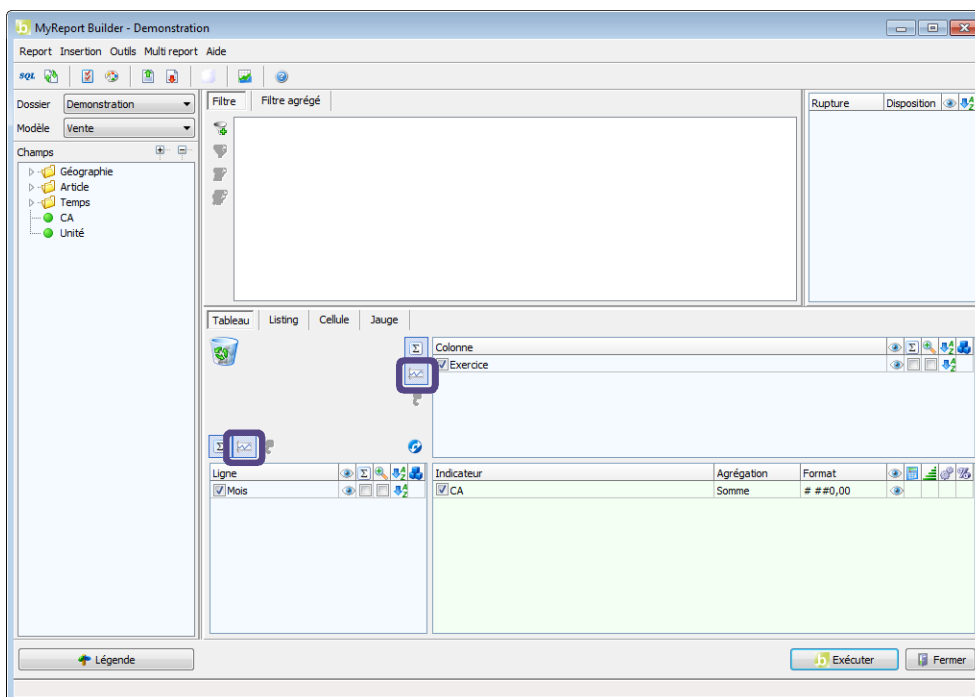 MyReport Builder - Demonstration
Report Insertion Outils Multi report Aide
SQL
Dossier Demonstration
Modèle Vente
Champs
Géographie
Article
Temps
CA
Unité
Filtre Filtre agrégé
Rupture Disposition
Tableau Listing Cellule Jauge
Σ Colonne Σ
Exercice
Σ
Ligne Σ
Mois
Indicateur Agrégation Format %
CA Somme # ##0,00
Légende
Exécuter Fermer